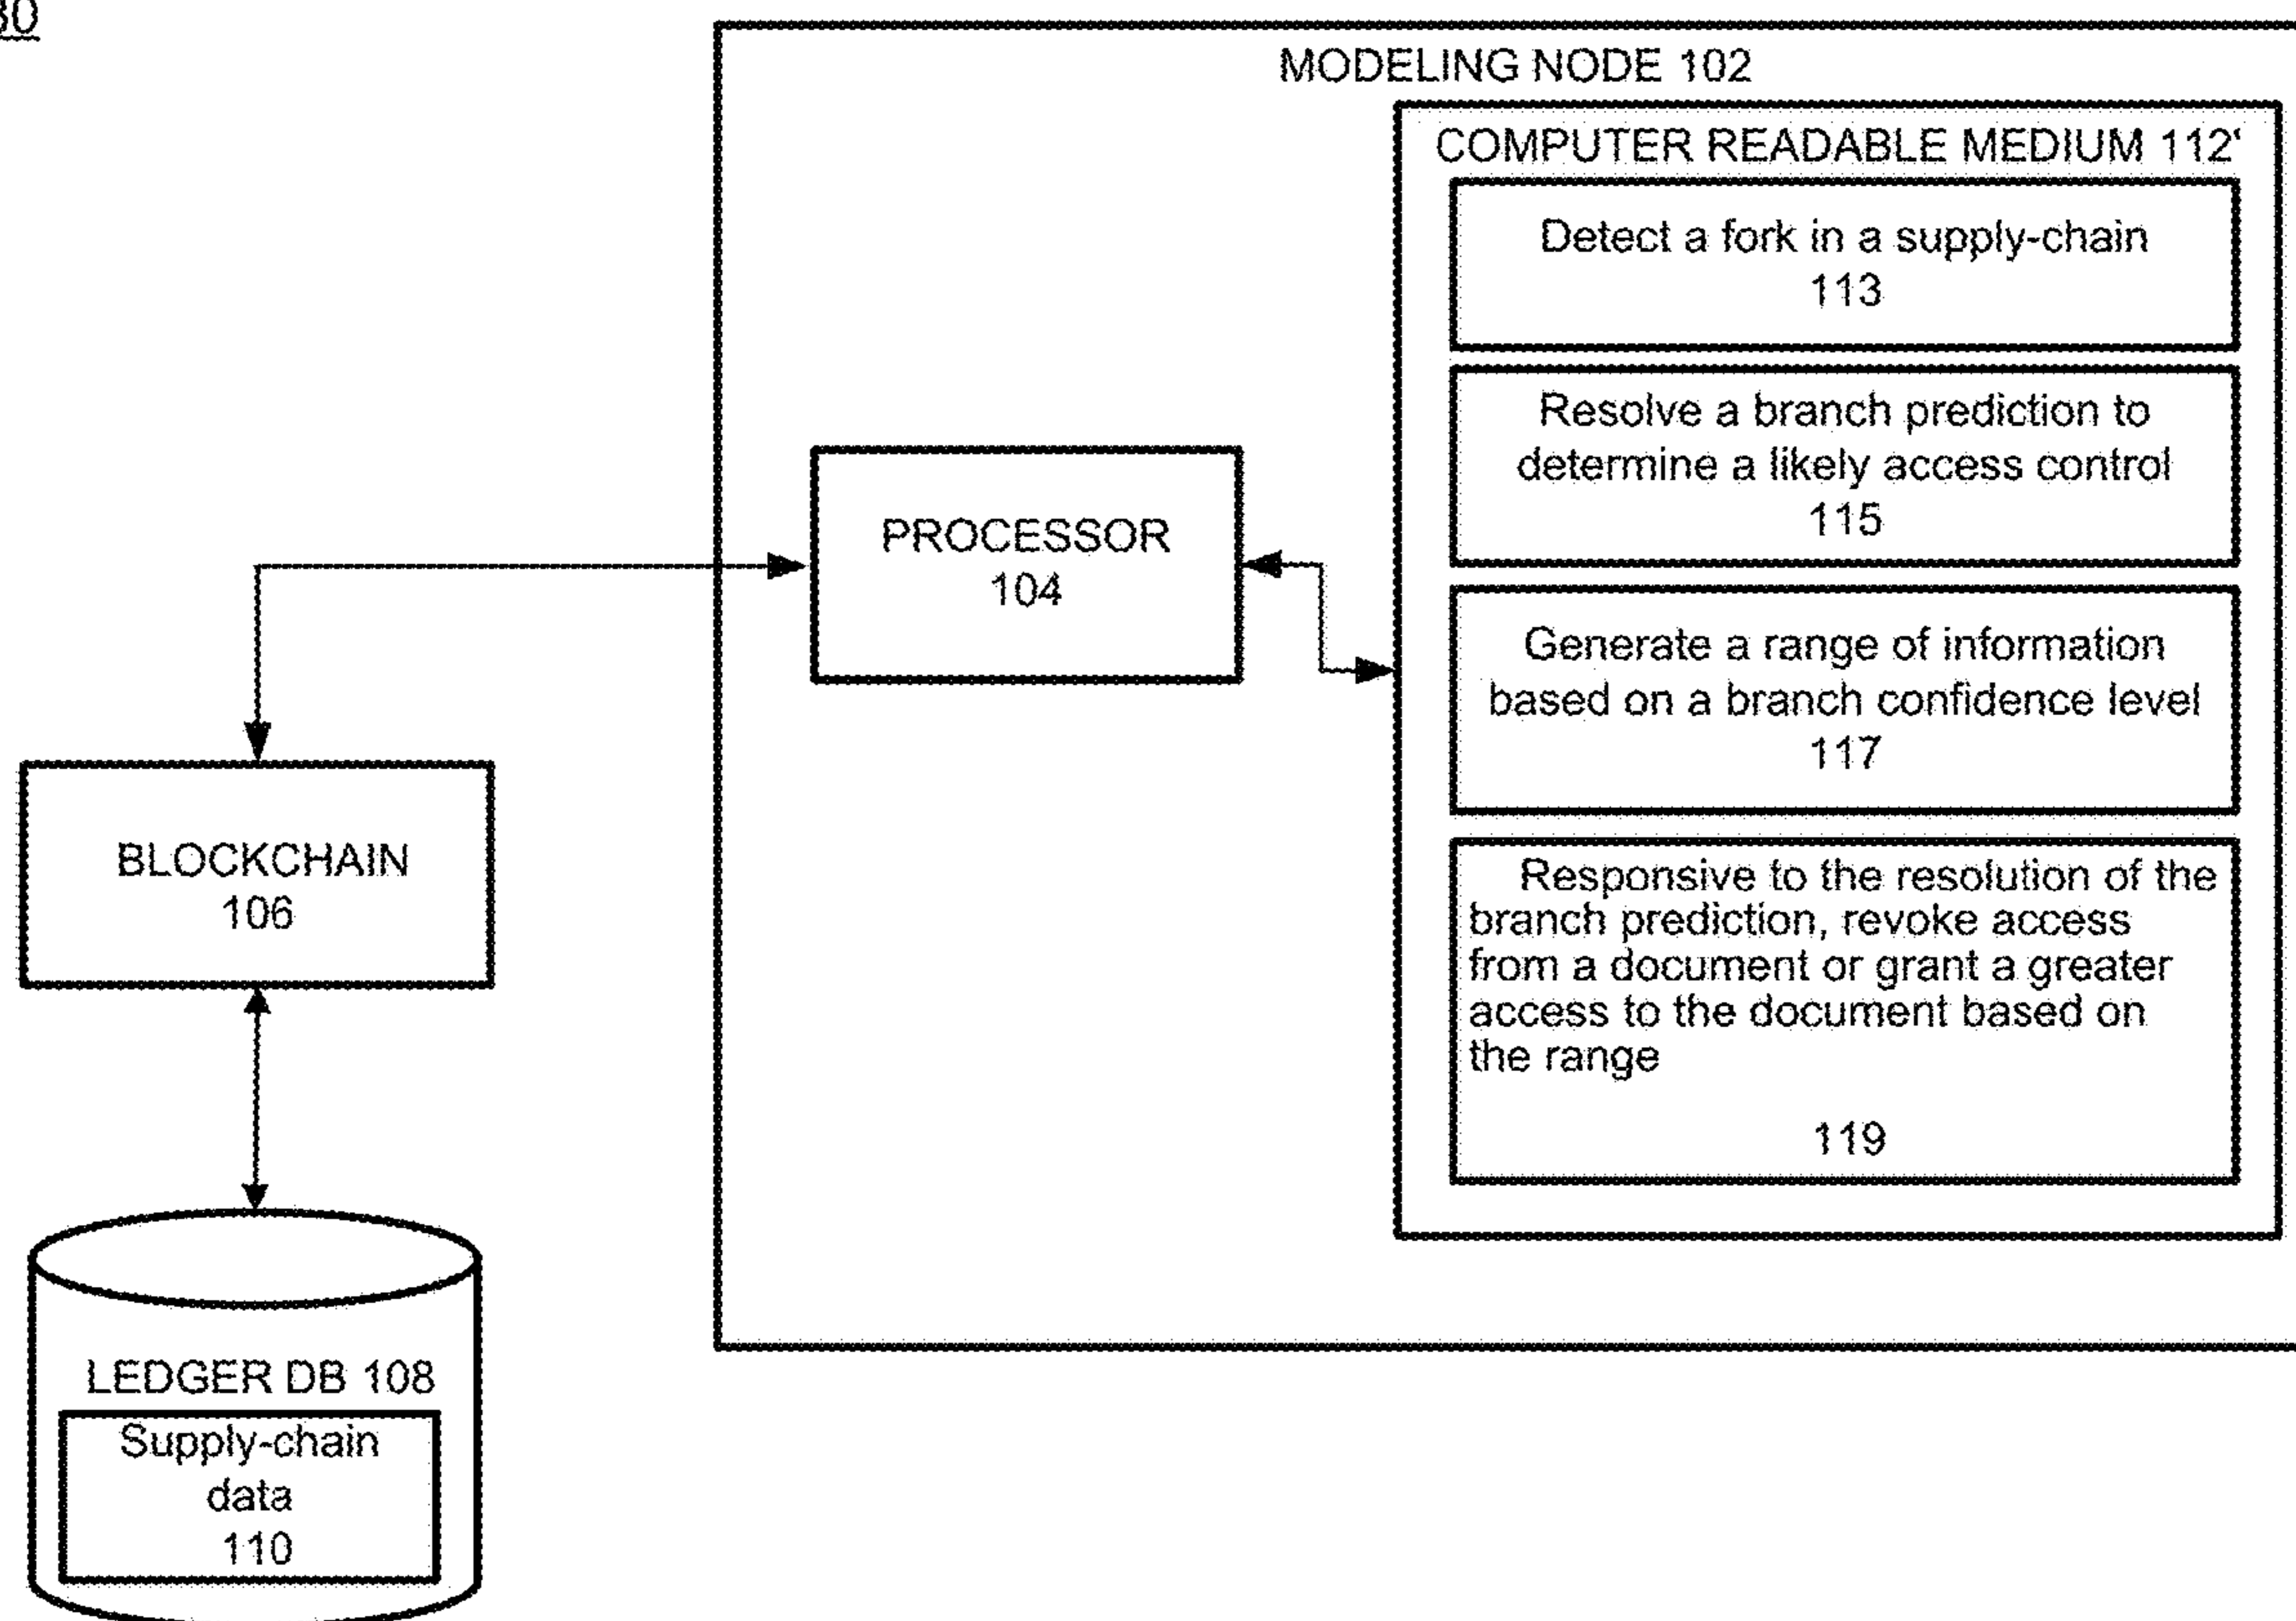 MODELING NODE 102
COMPUTER READABLE MEDIUM 112'
Detect a fork in a supply-chain
113
Resolve a branch prediction to
determine a likely access control
115
Generate a range of information
based on a branch confidence level
117
Responsive to the resolution of the
branch prediction, revoke access
from a document or grant a greater
access to the document based on
the range
119
PROCESSOR
104
BLOCKCHAIN
106
LEDGER DB 108
Supply-chain
data
110